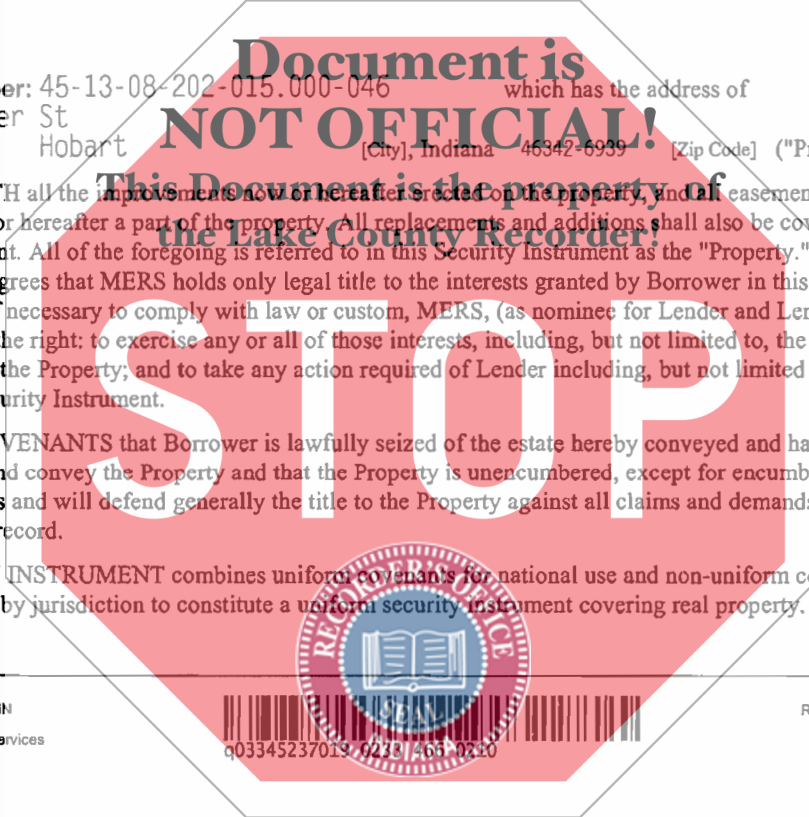 Document is
er: 45-13-08-202-015.000-046 which has the address of
er St
NOT OFFICIAL!
Hobart [City], Indiana 46342-6939 [Zip Code] ("P
This Document is the property of
the Lake County Recorder!
H all the improvements now or hereafter erected on the property, and all easemen
or hereafter a part of the property. All replacements and additions shall also be cov
nt. All of the foregoing is referred to in this Security Instrument as the "Property."
grees that MERS holds only legal title to the interests granted by Borrower in this
necessary to comply with law or custom, MERS, (as nominee for Lender and Len
he right: to exercise any or all of those interests, including, but not limited to, the
the Property; and to take any action required of Lender including, but not limited
urity Instrument.
STOP
VENANTS that Borrower is lawfully seized of the estate hereby conveyed and ha
nd convey the Property and that the Property is unencumbered, except for encumb
s and will defend generally the title to the Property against all claims and demands
record.
INSTRUMENT combines uniform covenants for national use and non-uniform c
by jurisdiction to constitute a uniform security instrument covering real property.
RECORDER'S OFFICE
SEAL
IN
R
ervices
q03345237019 0233 466 0210